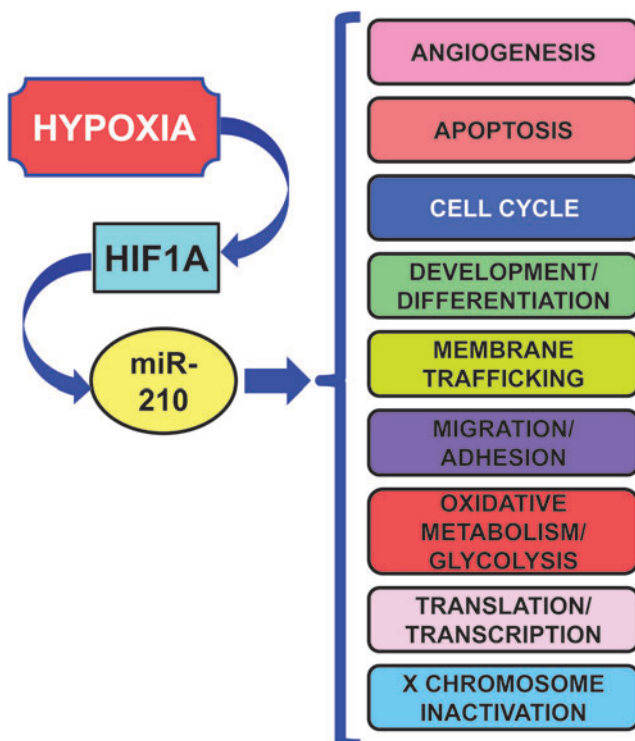 HYPOXIA
HIF1A
miR-
210
ANGIOGENESIS
APOPTOSIS
CELL CYCLE
DEVELOPMENT/
DIFFERENTIATION
MEMBRANE
TRAFFICKING
MIGRATION/
ADHESION
OXIDATIVE
METABOLISM/
GLYCOLYSIS
TRANSLATION/
TRANSCRIPTION
X CHROMOSOME
INACTIVATION